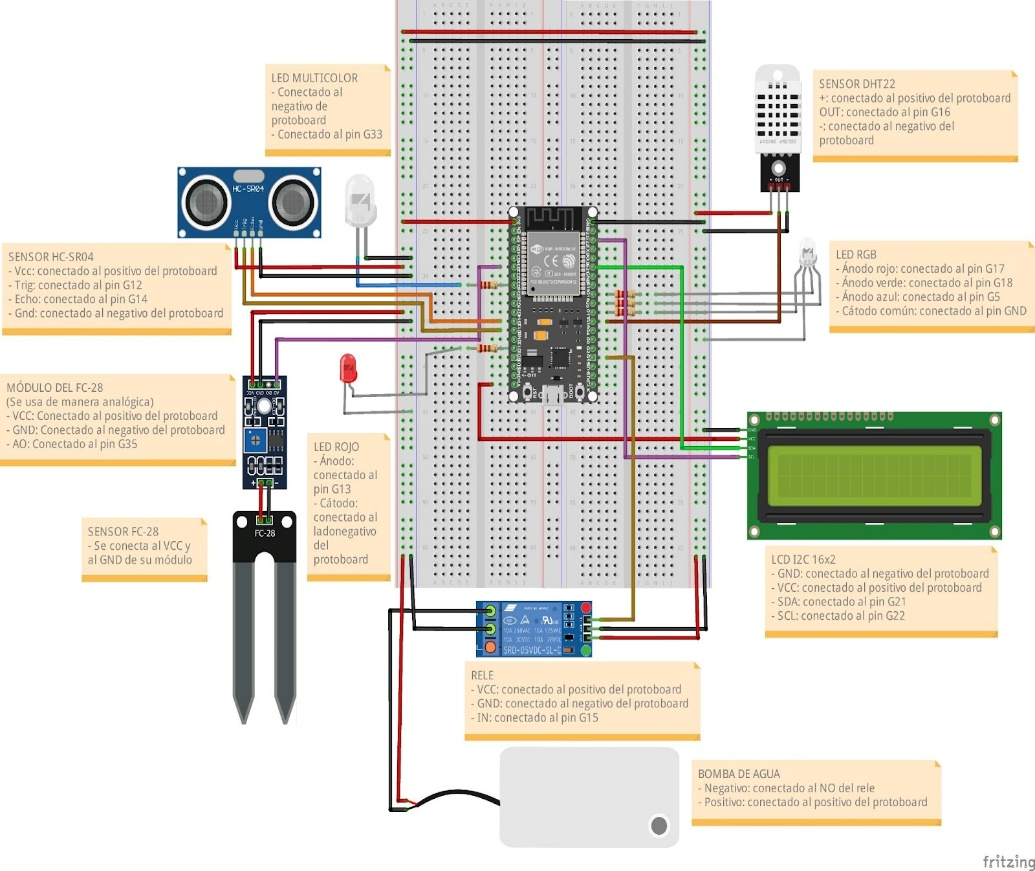 LED MULTICOLOR
- Conectado al
negativo de
protoboard
- Conectado al pin G33
SENSOR DHT22
+: conectado al positivo del protoboard
OUT: conectado al pin G16
-: conectado al negativo del
protoboard
HC-SR04
SENSOR HC-SR04
- Vcc: conectado al positivo del protoboard
- Trig: conectado al pin G12
- Echo: conectado al pin G14
- Gnd: conectado al negativo del protoboard
LED RGB
- Ánodo rojo: conectado al pin G17
- Ánodo verde: conectado al pin G18
- Ánodo azul: conectado al pin G5
- Cátodo común: conectado al pin GND
MÓDULO DEL FC-28
(Se usa de manera analógica)
- VCC: Conectado al positivo del protoboard
- GND: Conectado al negativo del protoboard
- AO: Conectado al pin G35
LED ROJO
- Ánodo:
conectado al
pin G13
- Cátodo:
conectado al
ladonegativo
del
protoboard
SENSOR FC-28
- Se conecta al VCC y
al GND de su módulo
FC-28
LCD I2C 16x2
- GND: conectado al negativo del protoboard
- VCC: conectado al positivo del protoboard
- SDA: conectado al pin G21
- SCL: conectado al pin G22
SRD-05VDC-SL-C
RELE
- VCC: conectado al positivo del protoboard
- GND: conectado al negativo del protoboard
- IN: conectado al pin G15
BOMBA DE AGUA
- Negativo: conectado al NO del rele
- Positivo: conectado al positivo del protoboard
fritzing